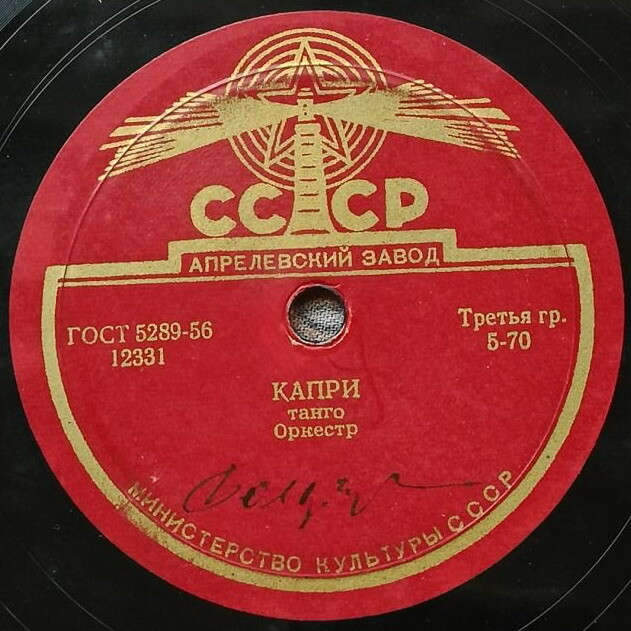 СССР
АПРЕЛЕВСКИЙ ЗАВОД
ГОСТ 5289-56
12331
Третья гр.
5-70
КАПРИ
танго
Оркестр
МИНИСТЕРСТВО КУЛЬТУРЫ СССР